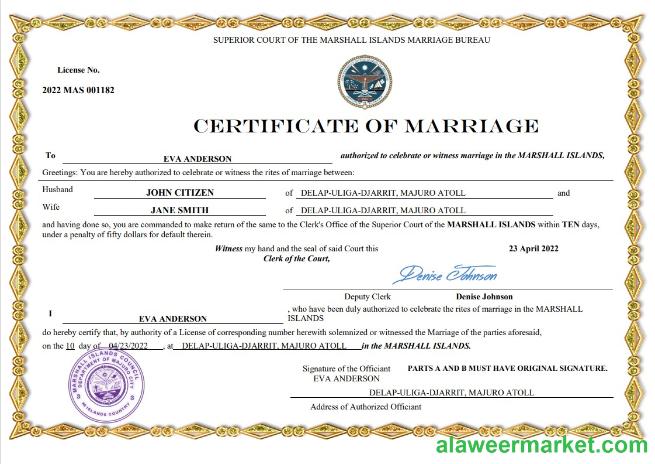 SUPERIOR COURT OF THE MARSHALL ISLANDS MARRIAGE BUREAU
License No.
2022 MAS 001182
CERTIFICATE OF MARRIAGE
To EVA ANDERSON authorized to celebrate or witness marriage in the MARSHALL ISLANDS,
Greetings: You are hereby authorized to celebrate or witness the rites of marriage between:
Husband JOHN CITIZEN of DELAP-ULIGA-DJARRIT, MAJURO ATOLL and
Wife JANE SMITH of DELAP-ULIGA-DJARRIT, MAJURO ATOLL
and having done so, you are commanded to make return of the same to the Clerk's Office of the Superior Court of the MARSHALL ISLANDS within TEN days,
under a penalty of fifty dollars for default therein.
Witness my hand and the seal of said Court this 23 April 2022
Clerk of the Court,
Denise Johnson
Deputy Clerk Denise Johnson
I EVA ANDERSON , who have been duly authorized to celebrate the rites of marriage in the MARSHALL
ISLANDS
do hereby certify that, by authority of a License of corresponding number herewith solemnized or witnessed the Marriage of the parties aforesaid,
on the 10 day of 04/23/2022 , at DELAP-ULIGA-DJARRIT, MAJURO ATOLL in the MARSHALL ISLANDS.
MARSHALL ISLANDS COUNCIL
DEPARTMENT OF MAJURO CITY
Signature of the Officiant PARTS A AND B MUST HAVE ORIGINAL SIGNATURE.
EVA ANDERSON
DELAP-ULIGA-DJARRIT, MAJURO ATOLL
Address of Authorized Officiant
alaweermarket.com